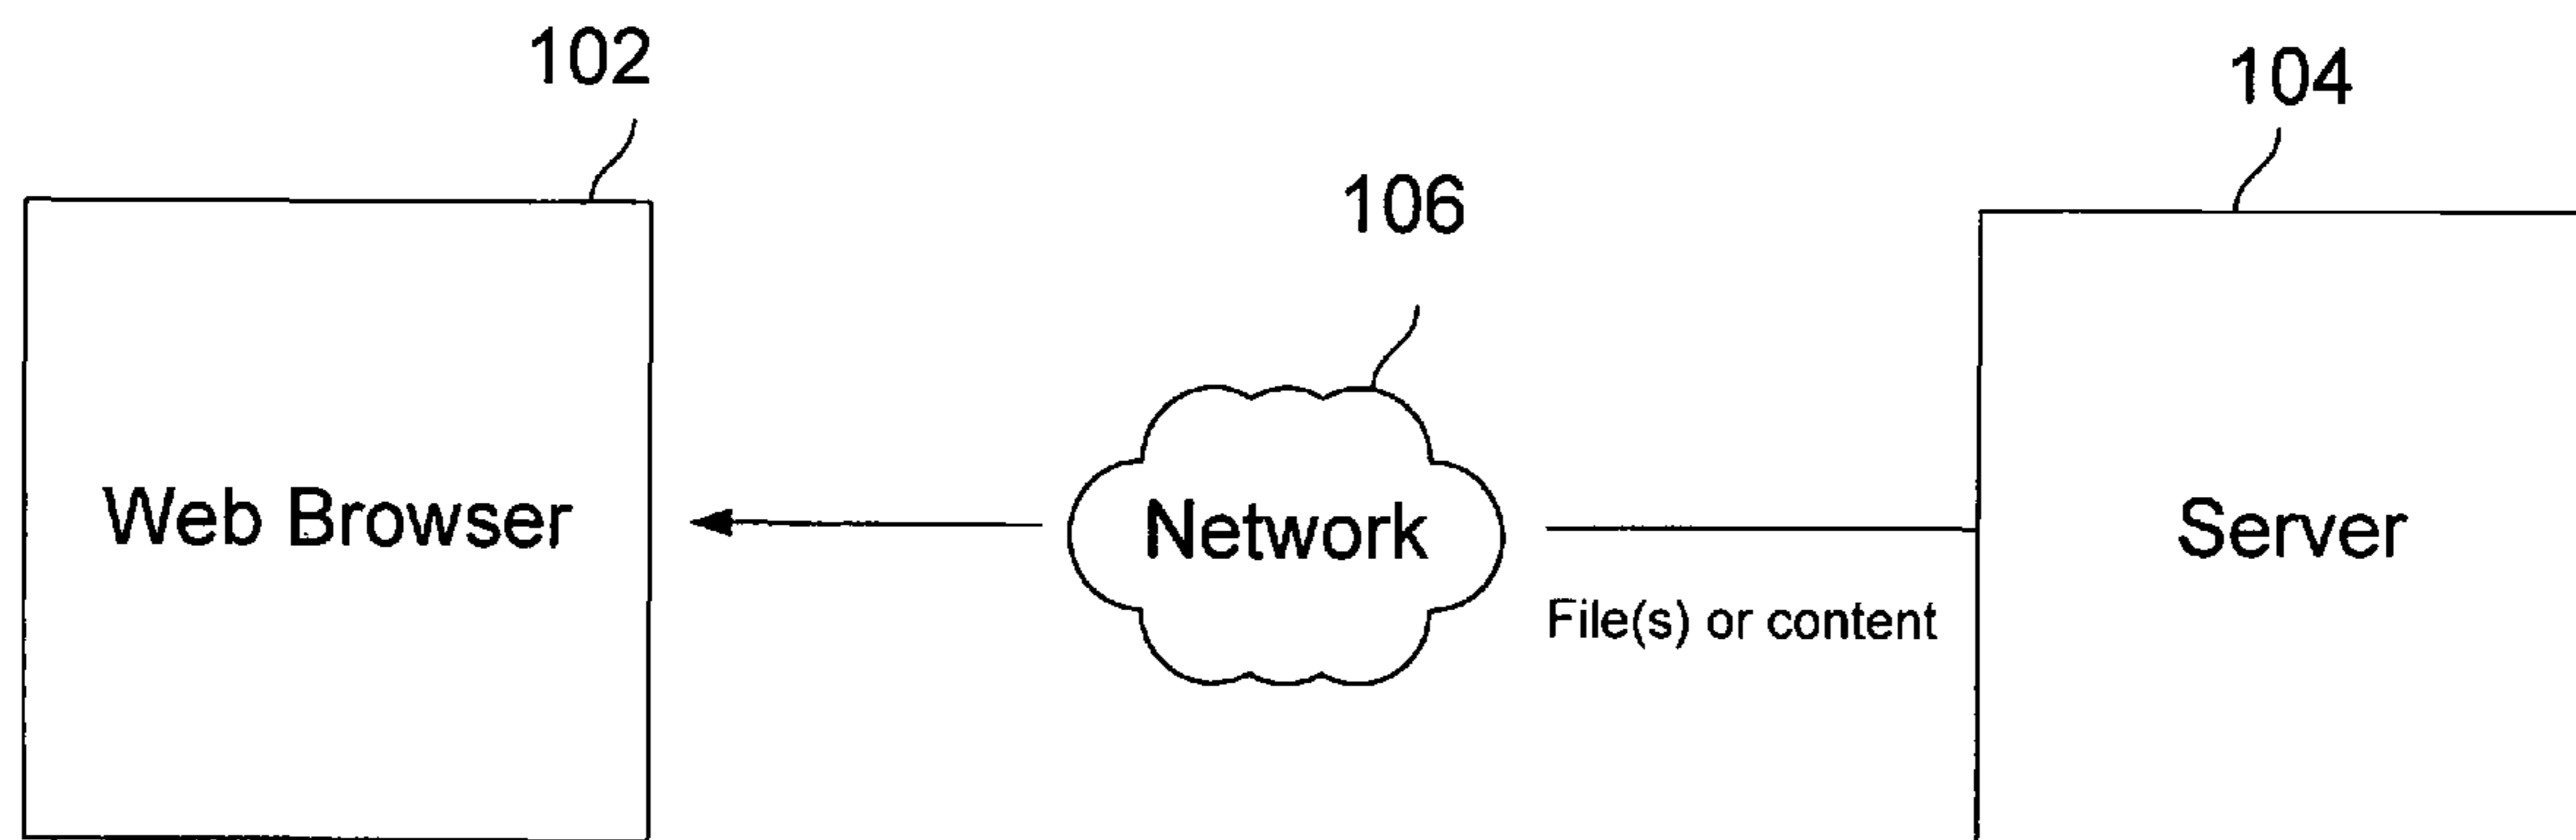 102
104
106
Web Browser
Network
Server
File(s) or content